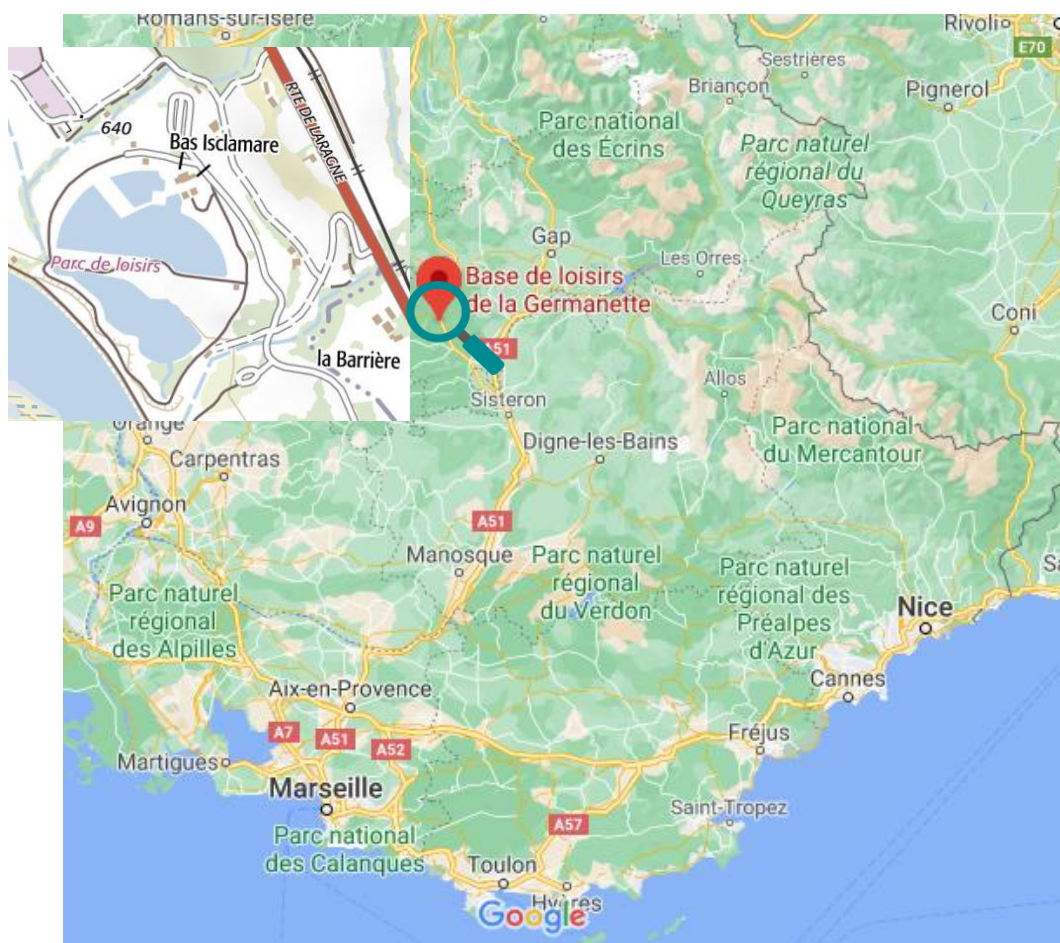 Romans-sur-Isère
Rivoli
E70
Sestrières
Briançon
Pignerol
Parc national
des Écrins
Parc naturel
régional du
Queyras
640
Bas Isclamare
RTE DE LARAGNE
Parc de loisirs
la Barrière
Gap
Les Orres
Base de loisirs
de la Germanette
Coni
A51
Allos
Sisteron
Orange
Digne-les-Bains
Parc national
du Mercantour
Carpentras
Avignon
A9
A51
Manosque
Parc naturel
régional
du Verdon
Parc naturel
régional des
Préalpes
d'Azur
Parc naturel
régional
des Alpilles
Nice
Cannes
Aix-en-Provence
A7
A51
A52
Fréjus
Martigues
Marseille
Saint-Tropez
A57
Parc national
des Calanques
Toulon
Hyères
Google